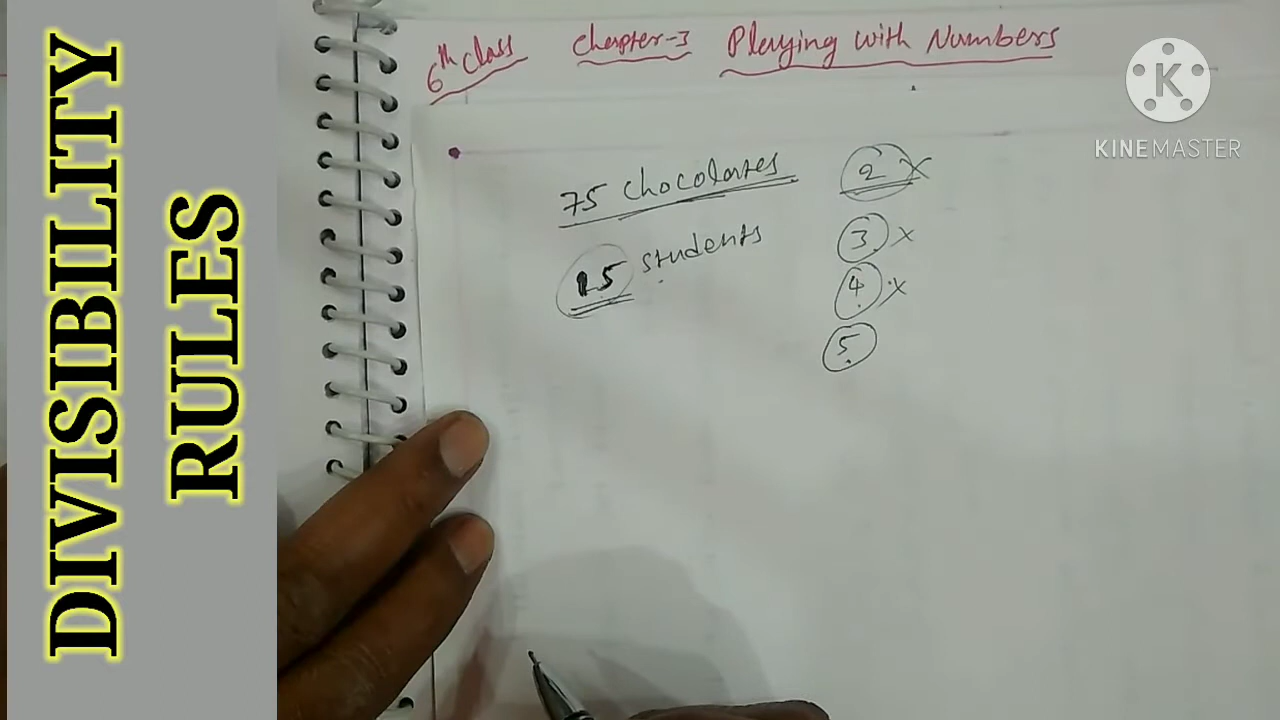 DIVISIBILITY
RULES
6th class Chapter-3 Playing with Numbers
K
KINEMASTER
75 chocolates
15 students
2 X
3 X
4 X
5